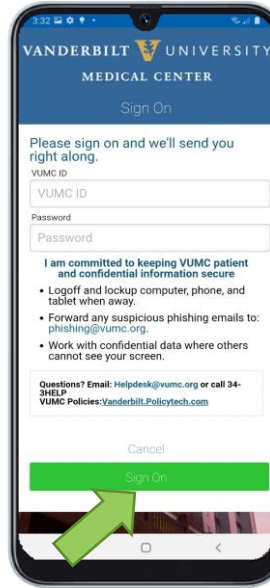 3:32
VANDERBILT V UNIVERSITY
MEDICAL CENTER
Sign On
Please sign on and we'll send you
right along.
VUMC ID
VUMC ID
Password
Password
I am committed to keeping VUMC patient
and confidential information secure
• Logoff and lockup computer, phone, and
tablet when away.
• Forward any suspicious phishing emails to:
phishing@vumc.org.
• Work with confidential data where others
cannot see your screen.
Questions? Email: Helpdesk@vumc.org or call 34-
3HELP
VUMC Policies:Vanderbilt.Policytech.com
Cancel
Sign On